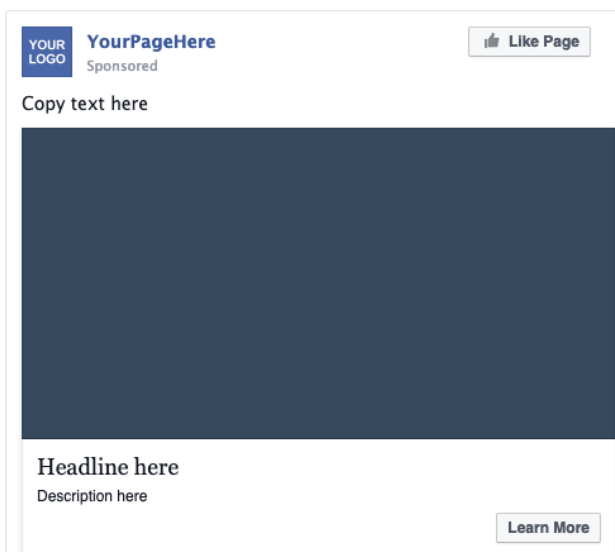 YOUR
LOGO
YourPageHere
Sponsored
Like Page
Copy text here
Headline here
Description here
Learn More